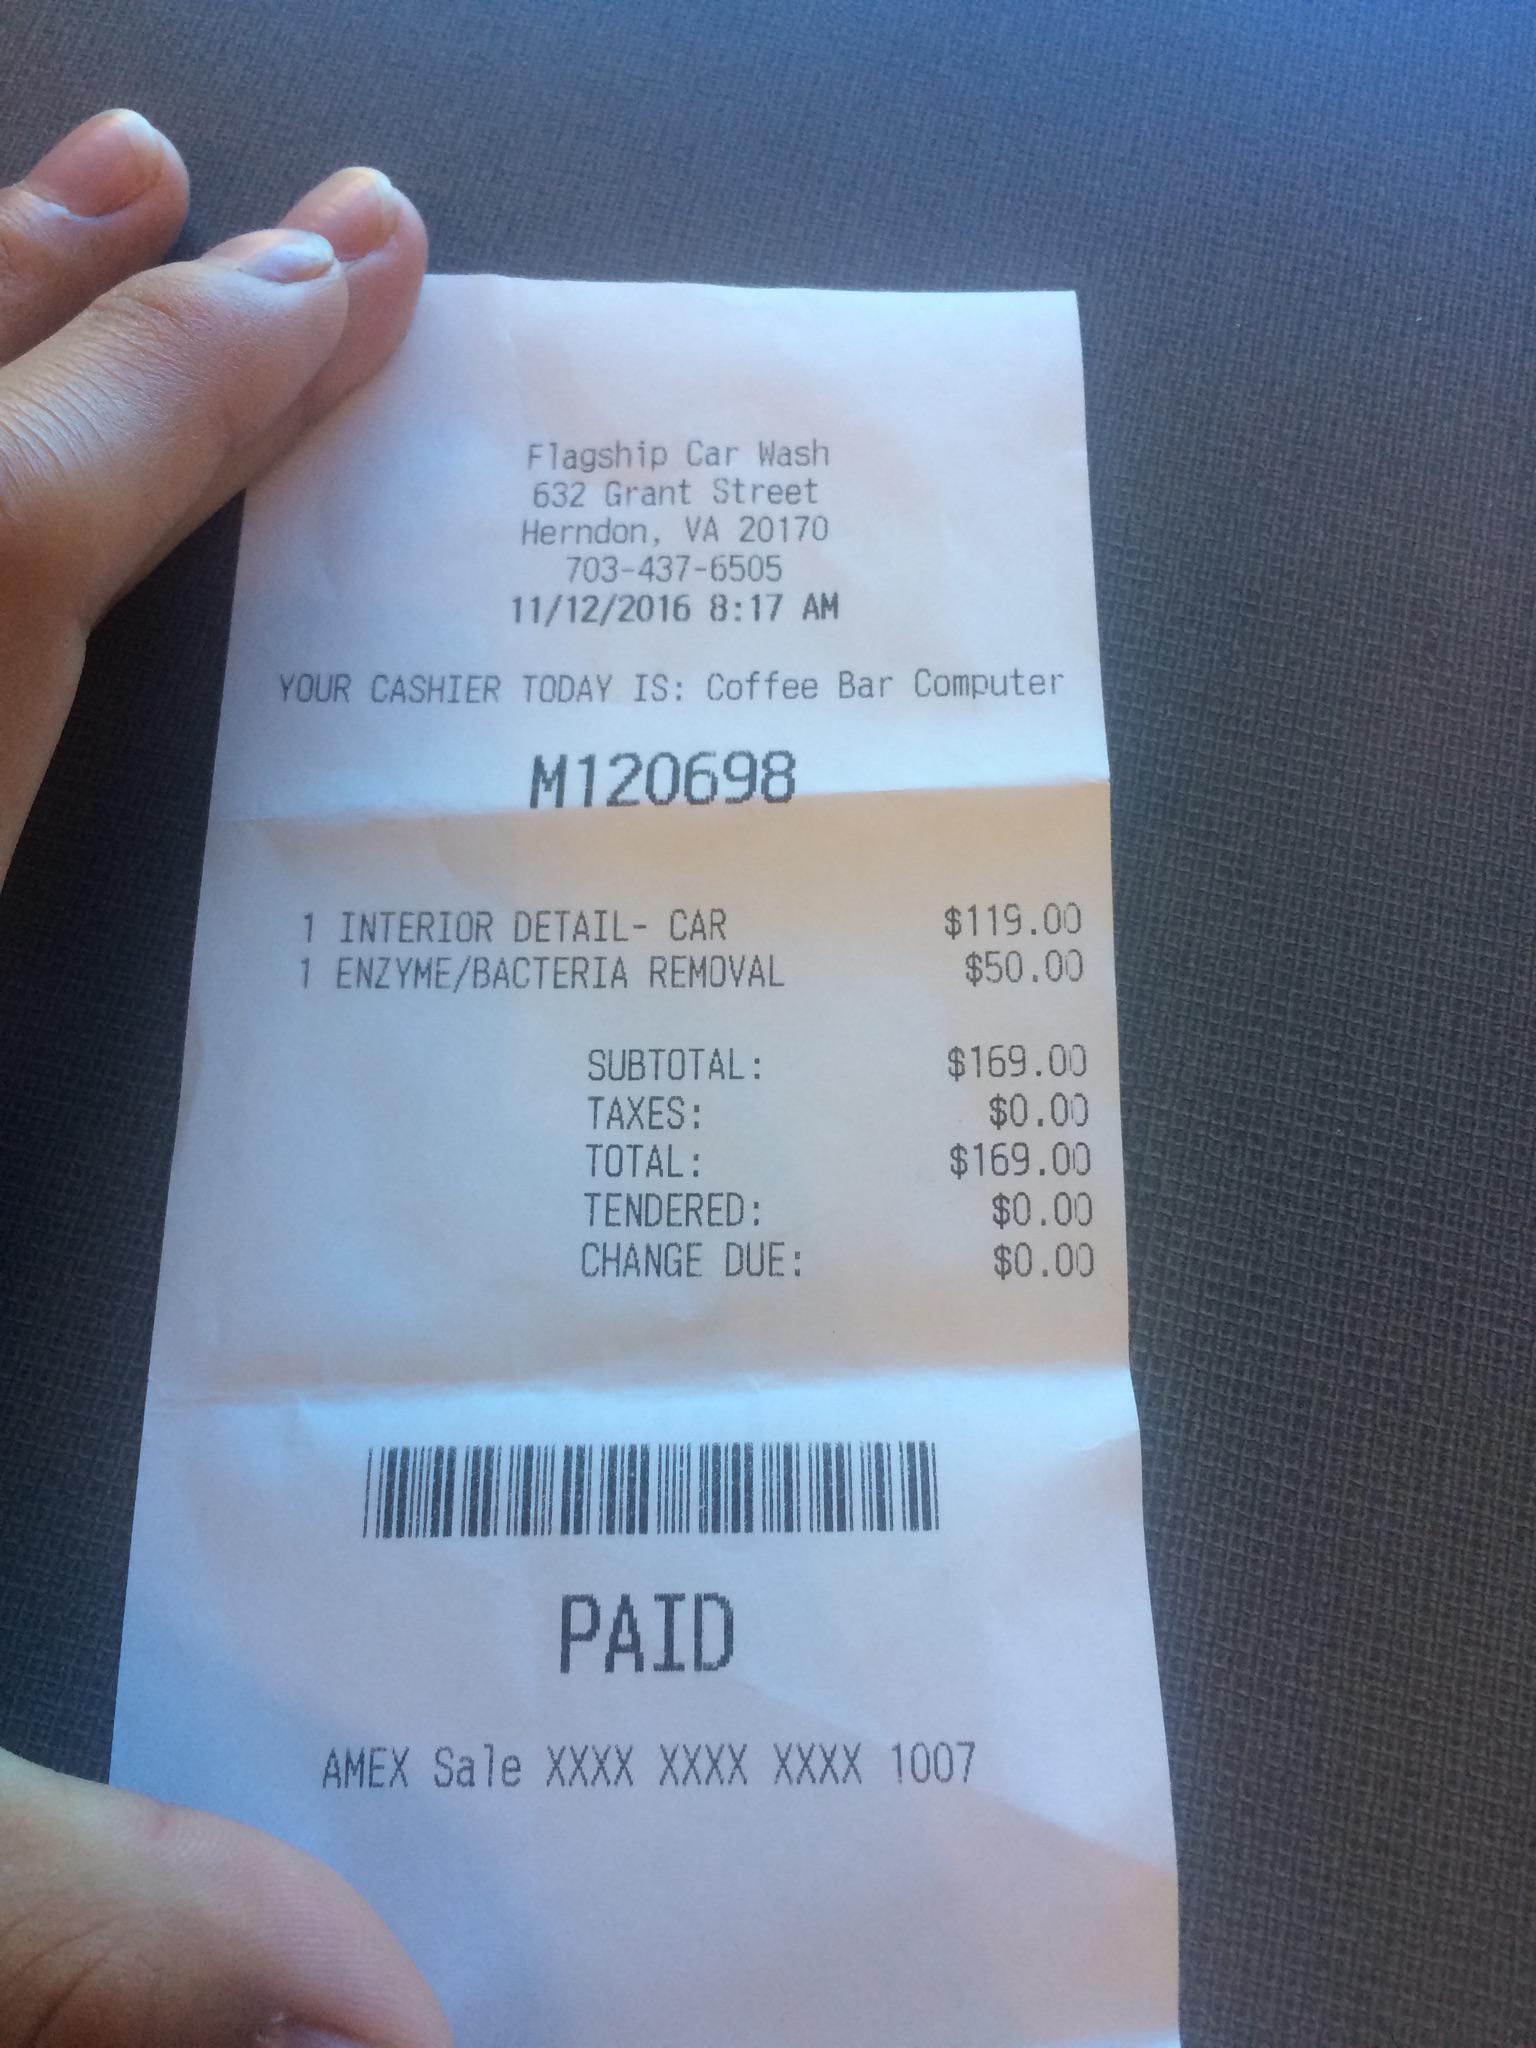 Flagship Car Wash
632 Grant Street
Herndon, VA 20170
703-437-6505
11/12/2016 8:17 AM
YOUR CASHIER TODAY IS: Coffee Bar Computer
M120698
1 INTERIOR DETAIL- CAR $119.00
1 ENZYME/BACTERIA REMOVAL $50.00
SUBTOTAL: $169.00
TAXES: $0.00
TOTAL: $169.00
TENDERED: $0.00
CHANGE DUE: $0.00
PAID
AMEX Sale XXXX XXXX XXXX 1007